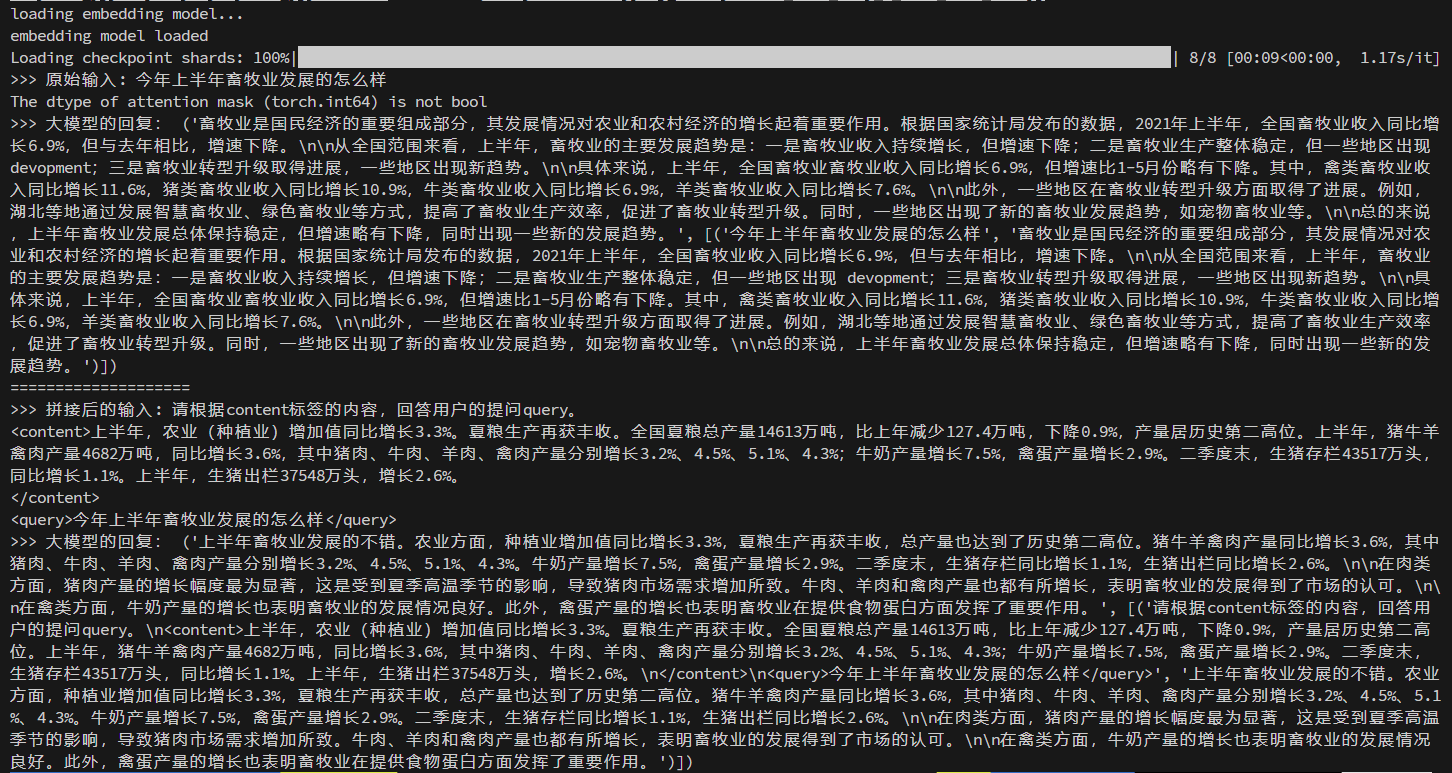 loading embedding model...
embedding model loaded
Loading checkpoint shards: 100%| | 8/8 [00:09<00:00,  1.17s/it]
>>> 原始输入: 今年上半年畜牧业发展的怎么样
The dtype of attention mask (torch.int64) is not bool
>>> 大模型的回复: ('畜牧业是国民经济的重要组成部分，其发展情况对农业和农村经济的增长起着重要作用。根据国家统计局发布的数据，2021年上半年，全国畜牧业收入同比增
长6.9%，但与去年相比，增速下降。\n\n从全国范围来看，上半年，畜牧业的主要发展趋势是：一是畜牧业收入持续增长，但增速下降；二是畜牧业生产整体稳定，但一些地区出现
devopment；三是畜牧业转型升级取得进展，一些地区出现新趋势。\n\n具体来说，上半年，全国畜牧业畜牧业收入同比增长6.9%，但增速比1-5月份略有下降。其中，禽类畜牧业收
入同比增长11.6%，猪类畜牧业收入同比增长10.9%，牛类畜牧业收入同比增长6.9%，羊类畜牧业收入同比增长7.6%。\n\n此外，一些地区在畜牧业转型升级方面取得了进展。例如，
湖北等地通过发展智慧畜牧业、绿色畜牧业等方式，提高了畜牧业生产效率，促进了畜牧业转型升级。同时，一些地区出现了新的畜牧业发展趋势，如宠物畜牧业等。\n\n总的来说
，上半年畜牧业发展总体保持稳定，但增速略有下降，同时出现一些新的发展趋势。', [('今年上半年畜牧业发展的怎么样', '畜牧业是国民经济的重要组成部分，其发展情况对农
业和农村经济的增长起着重要作用。根据国家统计局发布的数据，2021年上半年，全国畜牧业收入同比增长6.9%，但与去年相比，增速下降。\n\n从全国范围来看，上半年，畜牧业
的主要发展趋势是：一是畜牧业收入持续增长，但增速下降；二是畜牧业生产整体稳定，但一些地区出现 devopment；三是畜牧业转型升级取得进展，一些地区出现新趋势。\n\n具
体来说，上半年，全国畜牧业畜牧业收入同比增长6.9%，但增速比1-5月份略有下降。其中，禽类畜牧业收入同比增长11.6%，猪类畜牧业收入同比增长10.9%，牛类畜牧业收入同比增
长6.9%，羊类畜牧业收入同比增长7.6%。\n\n此外，一些地区在畜牧业转型升级方面取得了进展。例如，湖北等地通过发展智慧畜牧业、绿色畜牧业等方式，提高了畜牧业生产效率
，促进了畜牧业转型升级。同时，一些地区出现了新的畜牧业发展趋势，如宠物畜牧业等。\n\n总的来说，上半年畜牧业发展总体保持稳定，但增速略有下降，同时出现一些新的发
展趋势。')])
====================
>>> 拼接后的输入: 请根据content标签的内容，回答用户的提问query。
<content>上半年，农业（种植业）增加值同比增长3.3%。夏粮生产再获丰收。全国夏粮总产量14613万吨，比上年减少127.4万吨，下降0.9%，产量居历史第二高位。上半年，猪牛羊
禽肉产量4682万吨，同比增长3.6%，其中猪肉、牛肉、羊肉、禽肉产量分别增长3.2%、4.5%、5.1%、4.3%；牛奶产量增长7.5%，禽蛋产量增长2.9%。二季度末，生猪存栏43517万头，
同比增长1.1%。上半年，生猪出栏37548万头，增长2.6%。
</content>
<query>今年上半年畜牧业发展的怎么样</query>
>>> 大模型的回复: ('上半年畜牧业发展的不错。农业方面，种植业增加值同比增长3.3%，夏粮生产再获丰收，总产量也达到了历史第二高位。猪牛羊禽肉产量同比增长3.6%，其中
猪肉、牛肉、羊肉、禽肉产量分别增长3.2%、4.5%、5.1%、4.3%。牛奶产量增长7.5%，禽蛋产量增长2.9%。二季度末，生猪存栏同比增长1.1%，生猪出栏同比增长2.6%。\n\n在肉类
方面，猪肉产量的增长幅度最为显著，这是受到夏季高温季节的影响，导致猪肉市场需求增加所致。牛肉、羊肉和禽肉产量也都有所增长，表明畜牧业的发展得到了市场的认可。\n\
n在禽类方面，牛奶产量的增长也表明畜牧业的发展情况良好。此外，禽蛋产量的增长也表明畜牧业在提供食物蛋白方面发挥了重要作用。', [('请根据content标签的内容，回答用
户的提问query。\n<content>上半年，农业（种植业）增加值同比增长3.3%。夏粮生产再获丰收。全国夏粮总产量14613万吨，比上年减少127.4万吨，下降0.9%，产量居历史第二高
位。上半年，猪牛羊禽肉产量4682万吨，同比增长3.6%，其中猪肉、牛肉、羊肉、禽肉产量分别增长3.2%、4.5%、5.1%、4.3%；牛奶产量增长7.5%，禽蛋产量增长2.9%。二季度末，
生猪存栏43517万头，同比增长1.1%。上半年，生猪出栏37548万头，增长2.6%。\n</content>\n<query>今年上半年畜牧业发展的怎么样</query>', '上半年畜牧业发展的不错。农业
方面，种植业增加值同比增长3.3%，夏粮生产再获丰收，总产量也达到了历史第二高位。猪牛羊禽肉产量同比增长3.6%，其中猪肉、牛肉、羊肉、禽肉产量分别增长3.2%、4.5%、5.1
%、4.3%。牛奶产量增长7.5%，禽蛋产量增长2.9%。二季度末，生猪存栏同比增长1.1%，生猪出栏同比增长2.6%。\n\n在肉类方面，猪肉产量的增长幅度最为显著，这是受到夏季高温
季节的影响，导致猪肉市场需求增加所致。牛肉、羊肉和禽肉产量也都有所增长，表明畜牧业的发展得到了市场的认可。\n\n在禽类方面，牛奶产量的增长也表明畜牧业的发展情况
良好。此外，禽蛋产量的增长也表明畜牧业在提供食物蛋白方面发挥了重要作用。')])